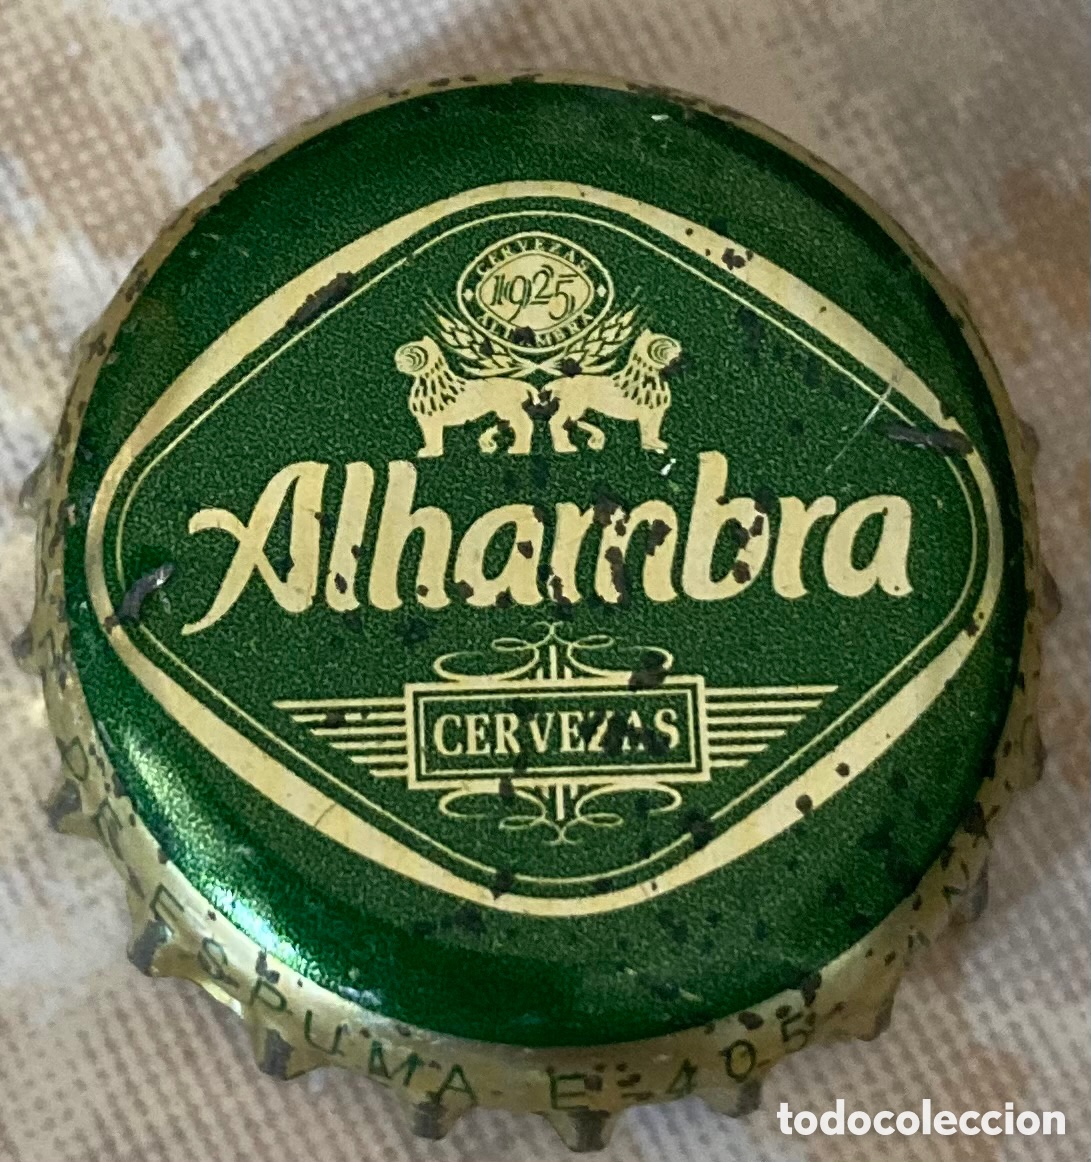 CERVEZAS
1925
ALHAMBRA
Alhambra
CERVEZAS
ESPUMA E-405
todocoleccion